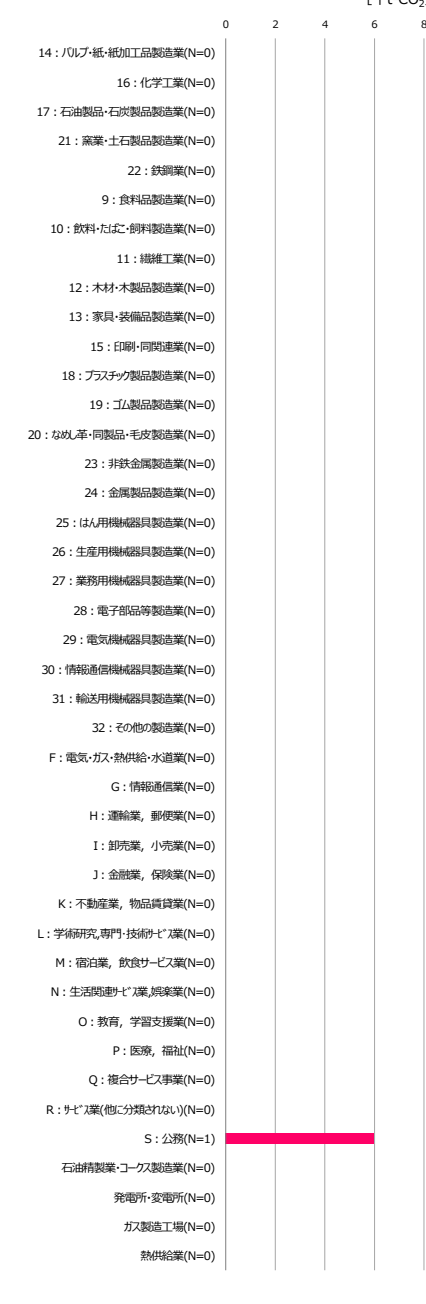 [千t-CO2
0 2 4 6 8
14：パルプ・紙・紙加工品製造業(N=0)
16：化学工業(N=0)
17：石油製品・石炭製品製造業(N=0)
21：窯業・土石製品製造業(N=0)
22：鉄鋼業(N=0)
9：食料品製造業(N=0)
10：飲料・たばこ・飼料製造業(N=0)
11：繊維工業(N=0)
12：木材・木製品製造業(N=0)
13：家具・装備品製造業(N=0)
15：印刷・同関連業(N=0)
18：プラスチック製品製造業(N=0)
19：ゴム製品製造業(N=0)
20：なめし革・同製品・毛皮製造業(N=0)
23：非鉄金属製造業(N=0)
24：金属製品製造業(N=0)
25：はん用機械器具製造業(N=0)
26：生産用機械器具製造業(N=0)
27：業務用機械器具製造業(N=0)
28：電子部品等製造業(N=0)
29：電気機械器具製造業(N=0)
30：情報通信機械器具製造業(N=0)
31：輸送用機械器具製造業(N=0)
32：その他の製造業(N=0)
F：電気・ガス・熱供給・水道業(N=0)
G：情報通信業(N=0)
H：運輸業，郵便業(N=0)
I：卸売業，小売業(N=0)
J：金融業，保険業(N=0)
K：不動産業，物品賃貸業(N=0)
L：学術研究,専門・技術ｻｰﾋﾞｽ業(N=0)
M：宿泊業，飲食サービス業(N=0)
N：生活関連ｻｰﾋﾞｽ業,娯楽業(N=0)
O：教育，学習支援業(N=0)
P：医療，福祉(N=0)
Q：複合サービス事業(N=0)
R：ｻｰﾋﾞｽ業(他に分類されない)(N=0)
S：公務(N=1)
石油精製業・コークス製造業(N=0)
発電所・変電所(N=0)
ガス製造工場(N=0)
熱供給業(N=0)